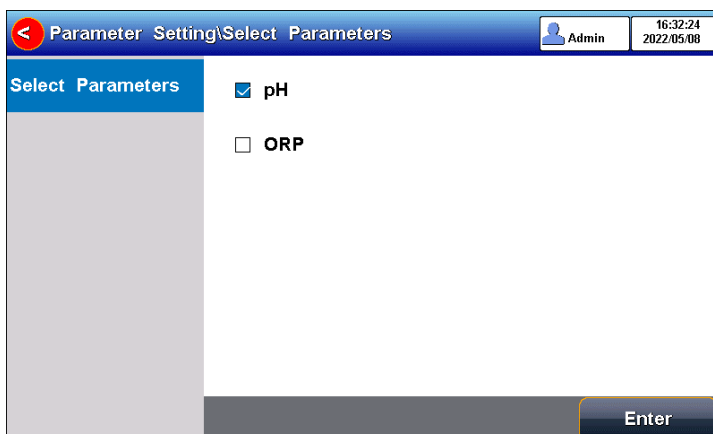 < Parameter Setting\Select Parameters
Admin
16:32:24
2022/05/08
Select Parameters
pH
ORP
Enter